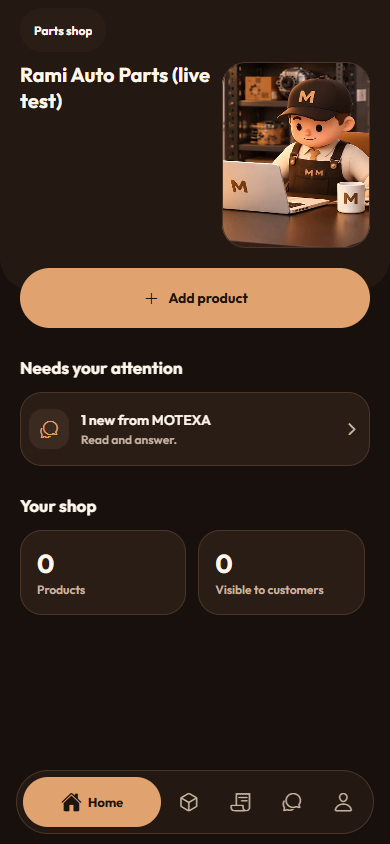 Parts shop
Rami Auto Parts (live
test)
M
M
M M
M
Add product
Needs your attention
1 new from MOTEXA
Read and answer.
Your shop
0
Products
0
Visible to customers
Home